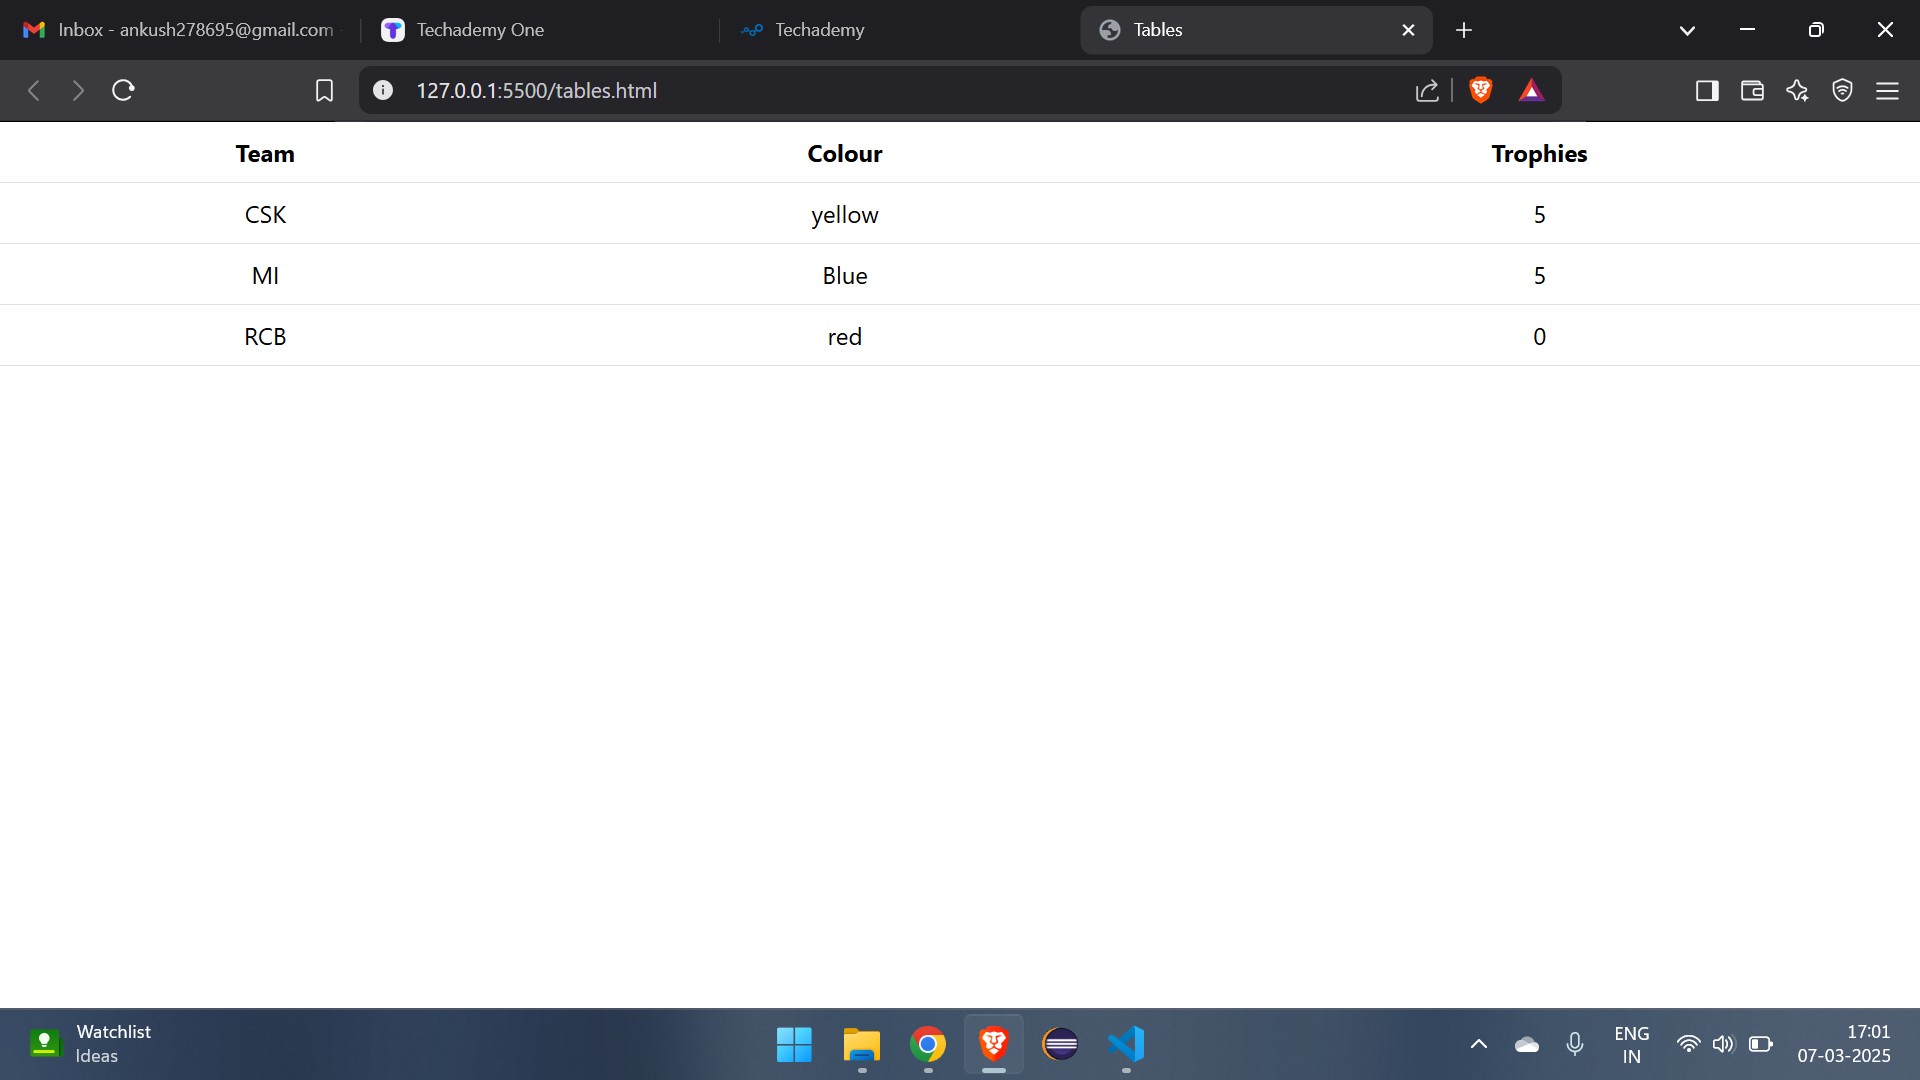 Inbox - ankush278695@gmail.com Techademy One Techademy Tables
127.0.0.1:5500/tables.html
Team Colour Trophies
CSK yellow 5
MI Blue 5
RCB red 0
Watchlist
Ideas
ENG
IN
17:01
07-03-2025